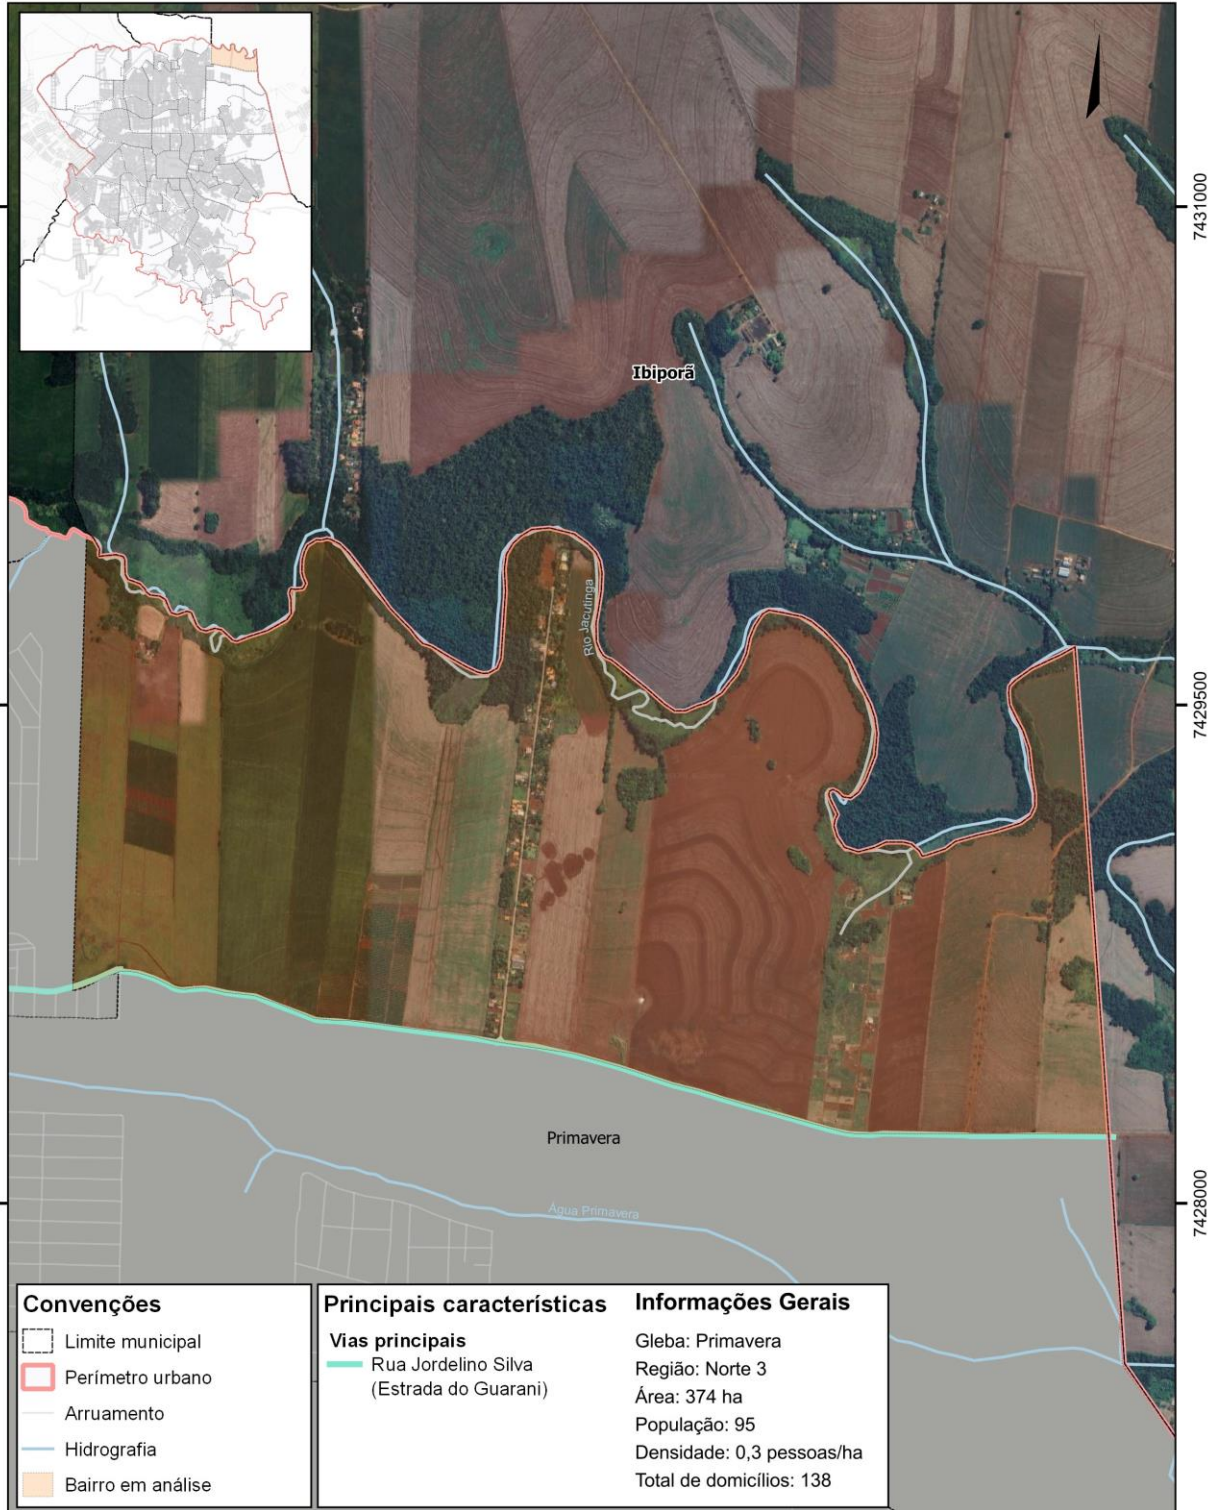 7431000
Ibiporã
Rio Jacutinga
7429500
Primavera
Água Primavera
7428000
Convenções
Limite municipal
Perímetro urbano
Arruamento
Hidrografia
Bairro em análise
Principais características
Vias principais
Rua Jordelino Silva
(Estrada do Guarani)
Informações Gerais
Gleba: Primavera
Região: Norte 3
Área: 374 ha
População: 95
Densidade: 0,3 pessoas/ha
Total de domicílios: 138